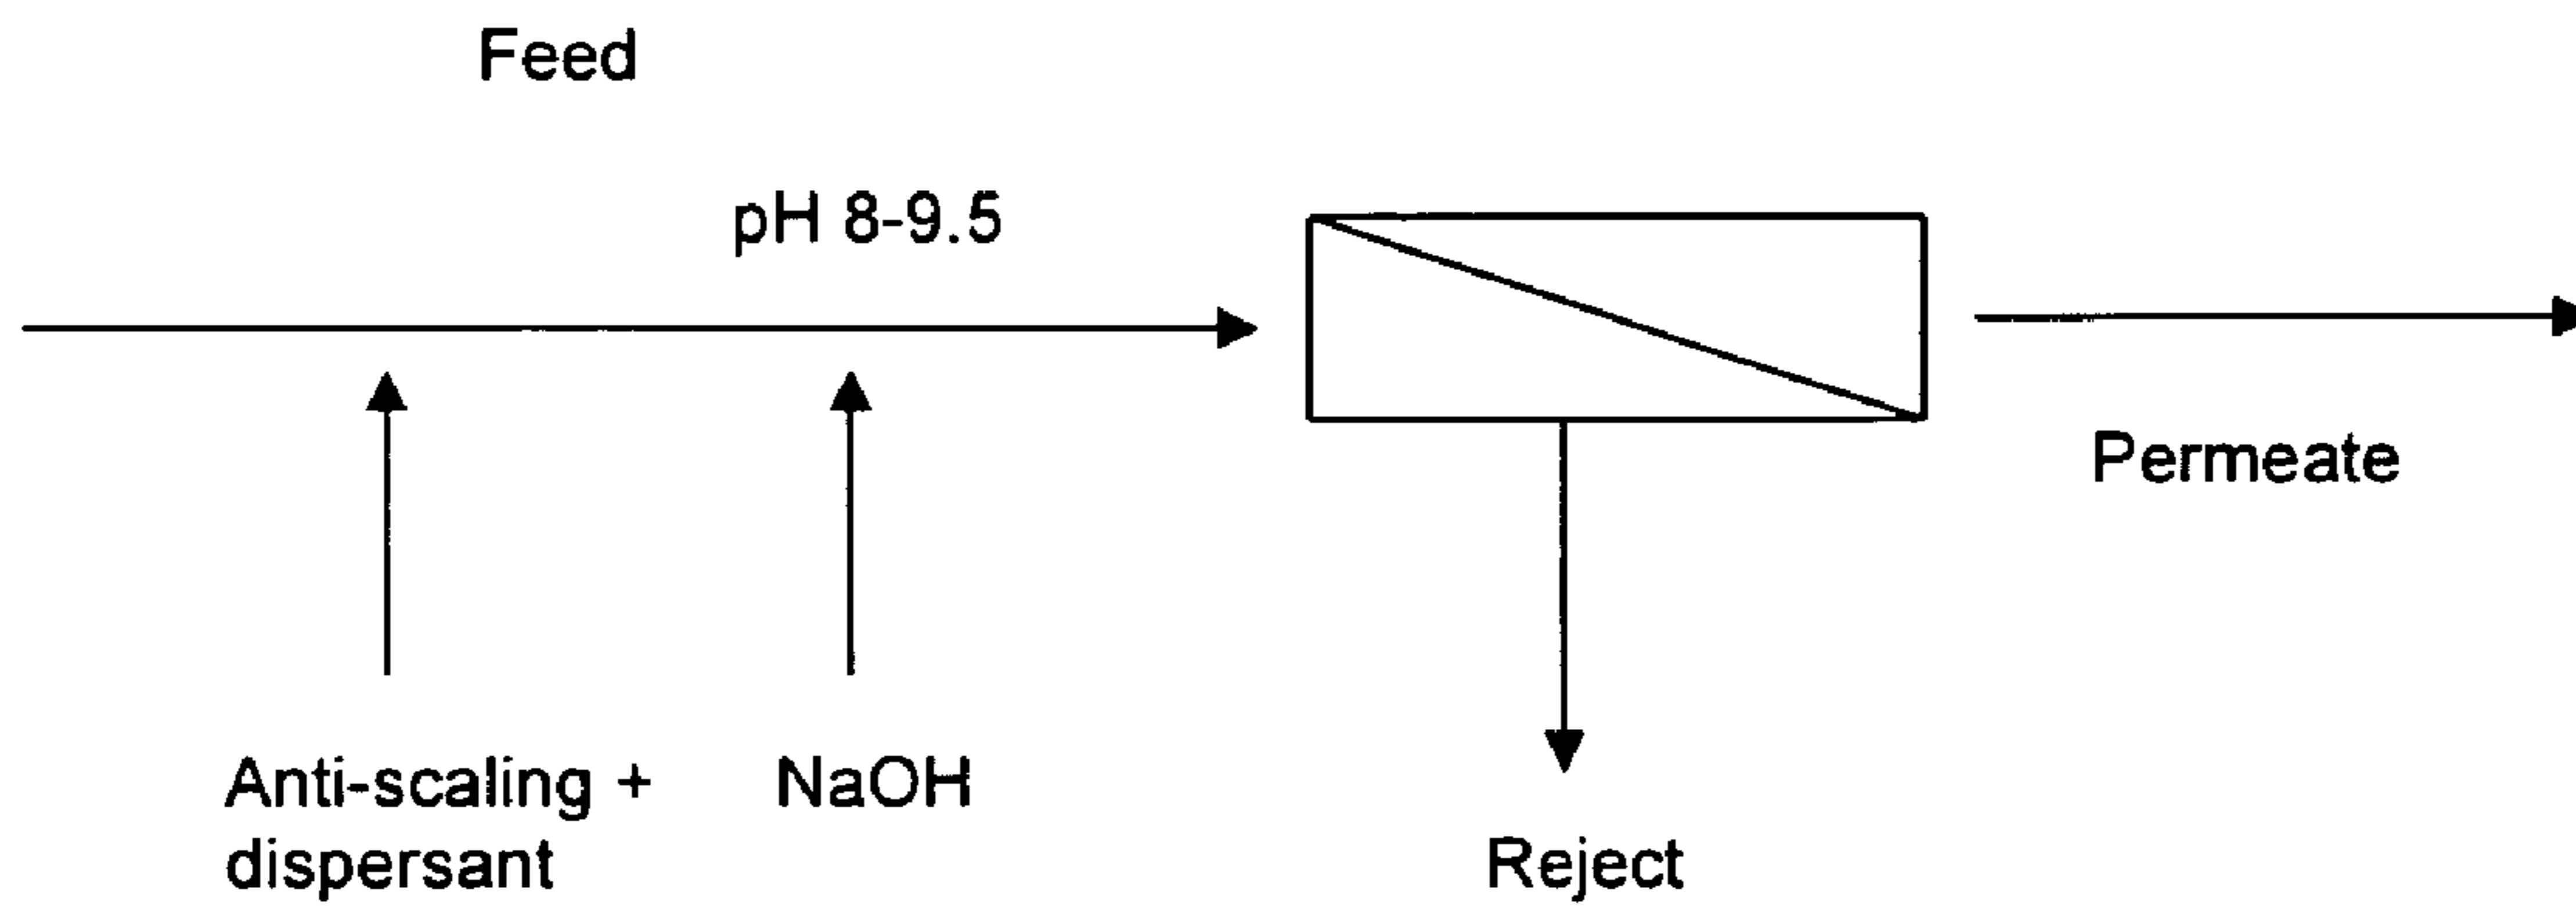 Feed
pH 8-9.5
Permeate
Anti-scaling +
dispersant
NaOH
Reject